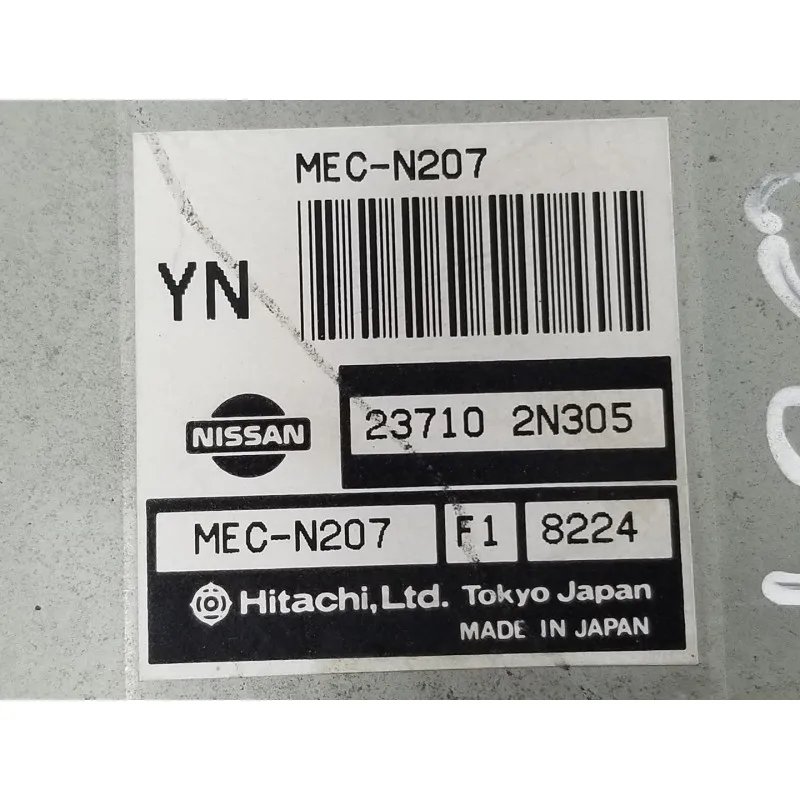 MEC-N207
YN
NISSAN
23710 2N305
MEC-N207 F1 8224
Hitachi, Ltd. Tokyo Japan
MADE IN JAPAN